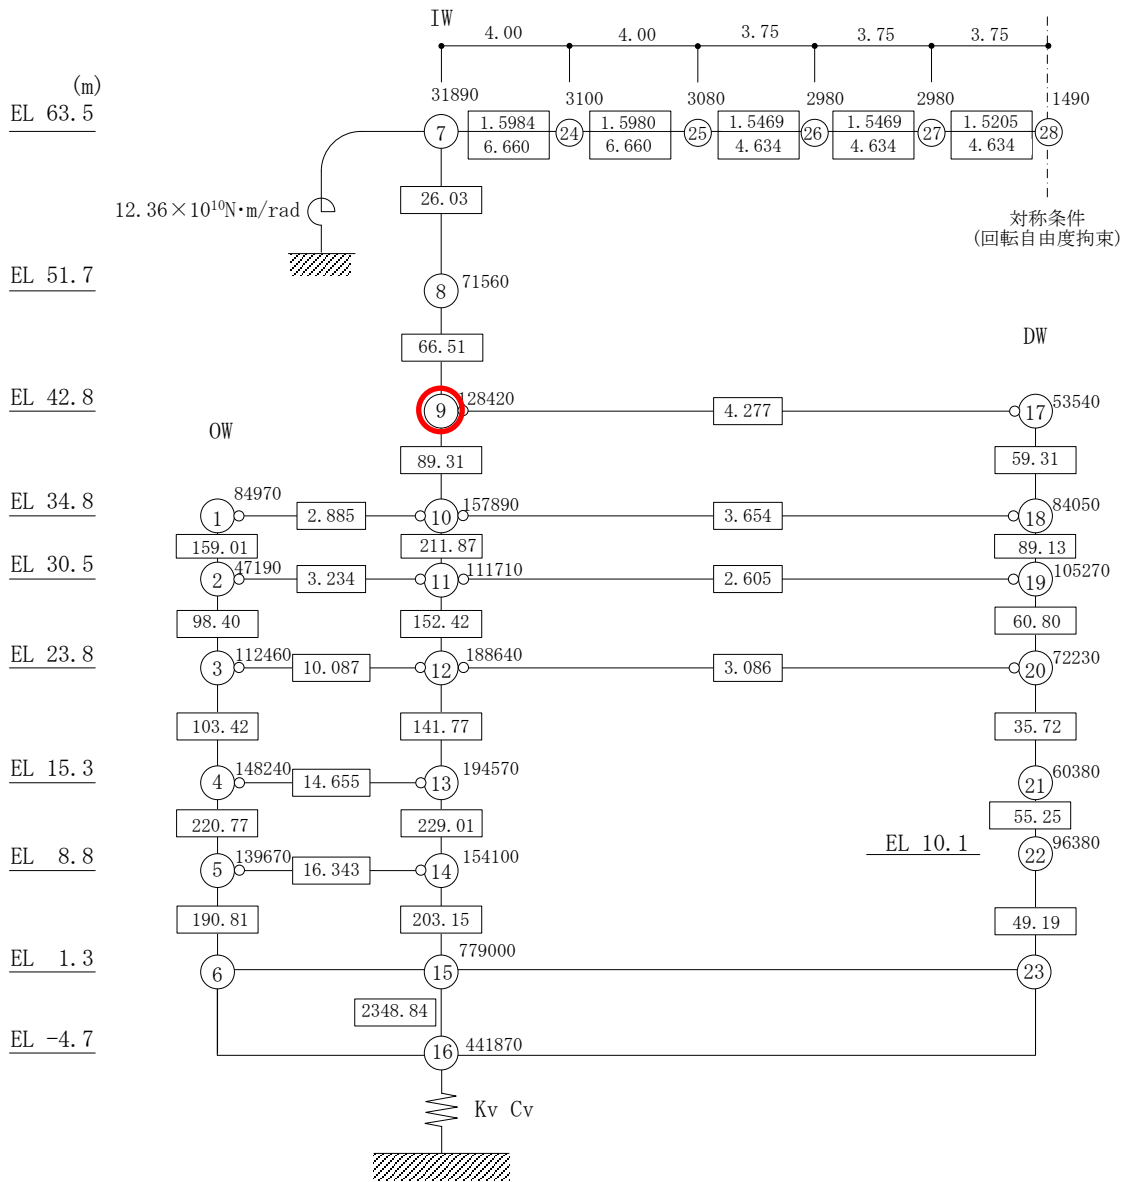 IW
4.00 4.00 3.75 3.75 3.75
(m)
EL 63.5
31890 3100 3080 2980 2980 1490
7 24 25 26 27 28
1.5984 1.5980 1.5469 1.5469 1.5205
6.660 6.660 4.634 4.634 4.634
26.03
12.36×10¹⁰N・m/rad
対称条件
(回転自由度拘束)
EL 51.7
8 71560
66.51
DW
EL 42.8
9 128420 4.277 17 53540
OW
89.31 59.31
EL 34.8
1 84970 2.885 10 157890 3.654 18 84050
159.01 211.87 89.13
EL 30.5
2 47190 3.234 11 111710 2.605 19 105270
98.40 152.42 60.80
EL 23.8
3 112460 10.087 12 188640 3.086 20 72230
103.42 141.77 35.72
EL 15.3
4 148240 14.655 13 194570 21 60380
220.77 229.01 55.25
EL 10.1
22 96380
EL 8.8
5 139670 16.343 14 154100
190.81 203.15 49.19
EL 1.3
6 15 779000 23
2348.84
EL -4.7
16 441870
Kv Cv